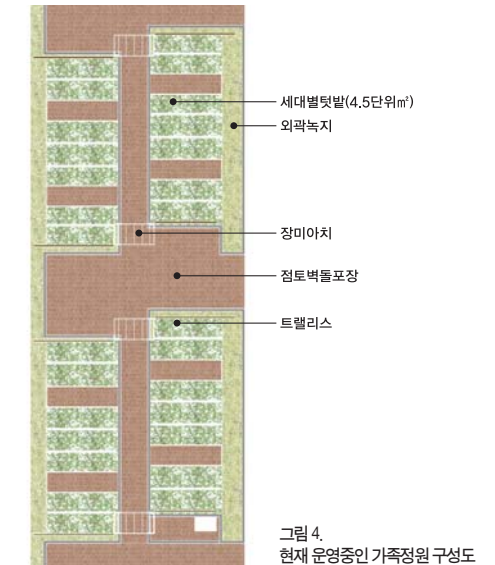 세대별텃밭(4.5단위㎡)
외곽녹지
장미아치
점토벽돌포장
트랠리스
그림 4.
현재 운영중인 가족정원 구성도